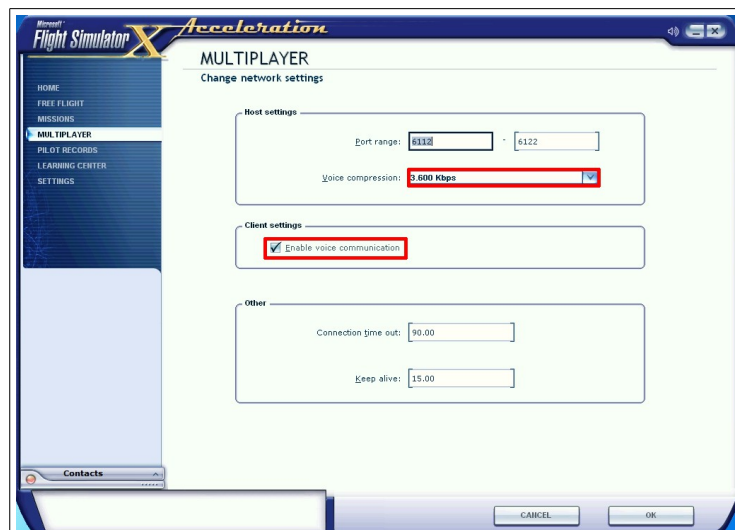 Microsoft
Flight Simulator X Acceleration
MULTIPLAYER
Change network settings
HOME
FREE FLIGHT
MISSIONS
MULTIPLAYER
PILOT RECORDS
LEARNING CENTER
SETTINGS
Host settings
Port range: 6112 - 6122
Voice compression: 3.600 Kbps
Client settings
Enable voice communication
Other
Connection time out: 90.00
Keep alive: 15.00
Contacts
CANCEL OK